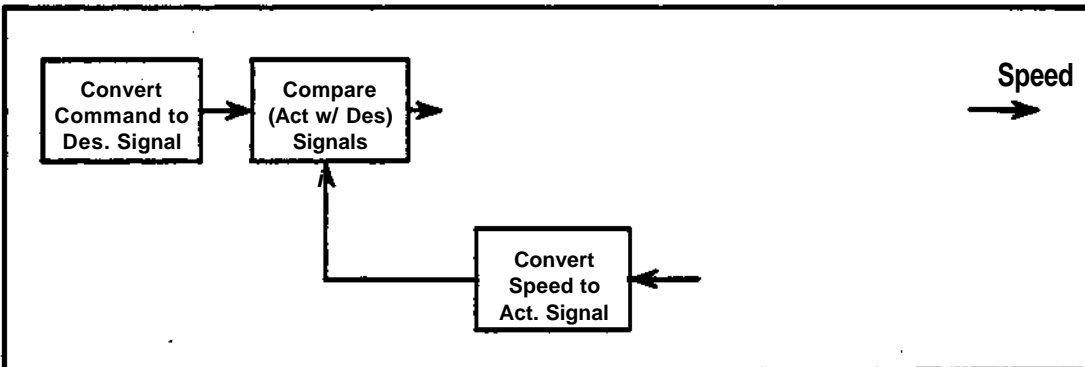 Convert
Command to
Des. Signal
Compare
(Act w/ Des)
Signals
Speed
Convert
Speed to
Act. Signal